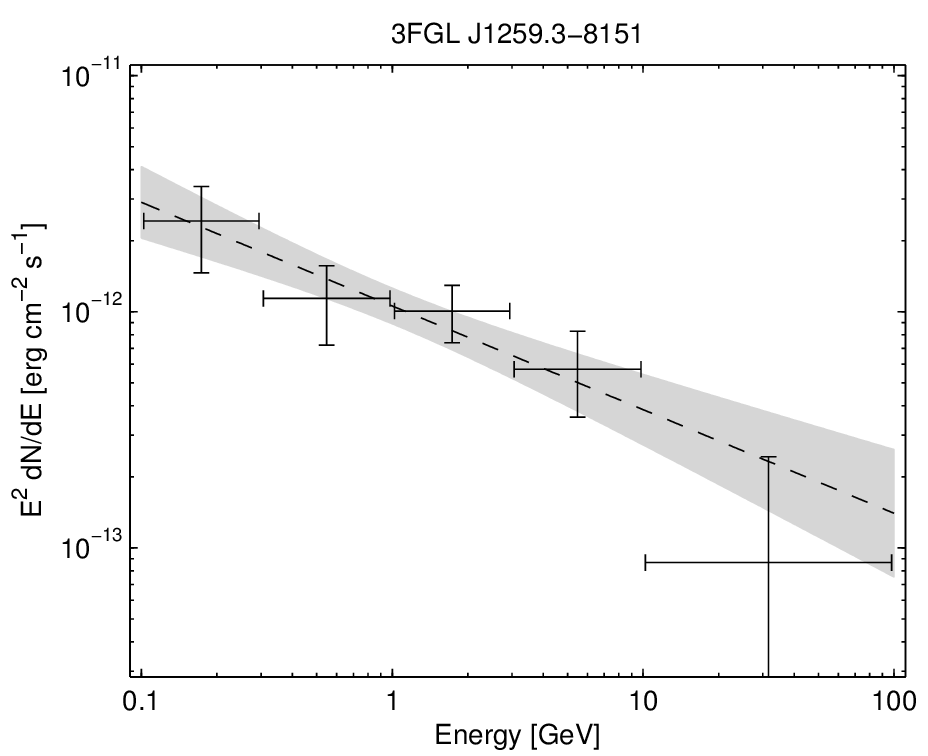 3FGL J1259.3−8151
10⁻¹¹
10⁻¹²
10⁻¹³
E² dN/dE [erg cm⁻² s⁻¹]
0.1 1 10 100
Energy [GeV]